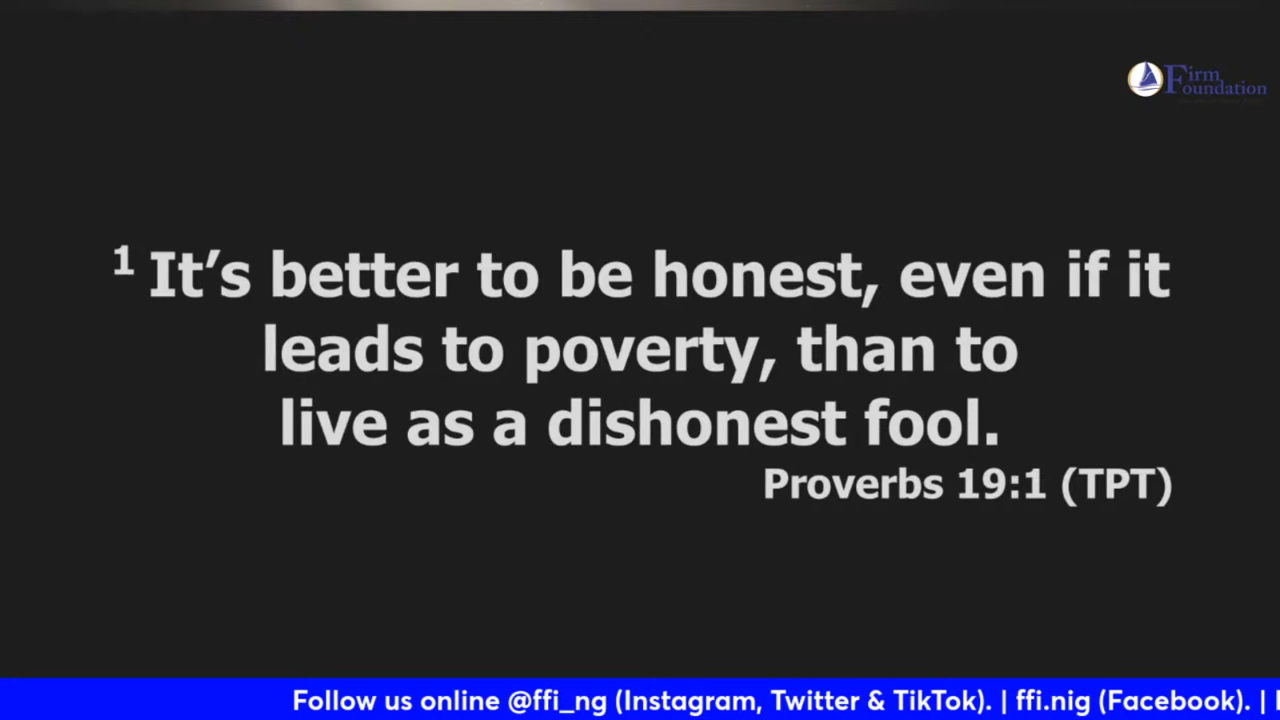 Firm
Foundation
1 It’s better to be honest, even if it
leads to poverty, than to
live as a dishonest fool.
Proverbs 19:1 (TPT)
Follow us online @ffi_ng (Instagram, Twitter & TikTok). | ffi.nig (Facebook). |